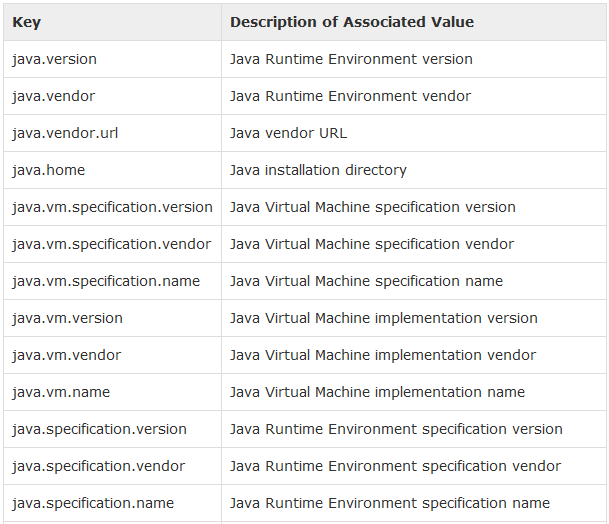 Key Description of Associated Value
java.version Java Runtime Environment version
java.vendor Java Runtime Environment vendor
java.vendor.url Java vendor URL
java.home Java installation directory
java.vm.specification.version Java Virtual Machine specification version
java.vm.specification.vendor Java Virtual Machine specification vendor
java.vm.specification.name Java Virtual Machine specification name
java.vm.version Java Virtual Machine implementation version
java.vm.vendor Java Virtual Machine implementation vendor
java.vm.name Java Virtual Machine implementation name
java.specification.version Java Runtime Environment specification version
java.specification.vendor Java Runtime Environment specification vendor
java.specification.name Java Runtime Environment specification name